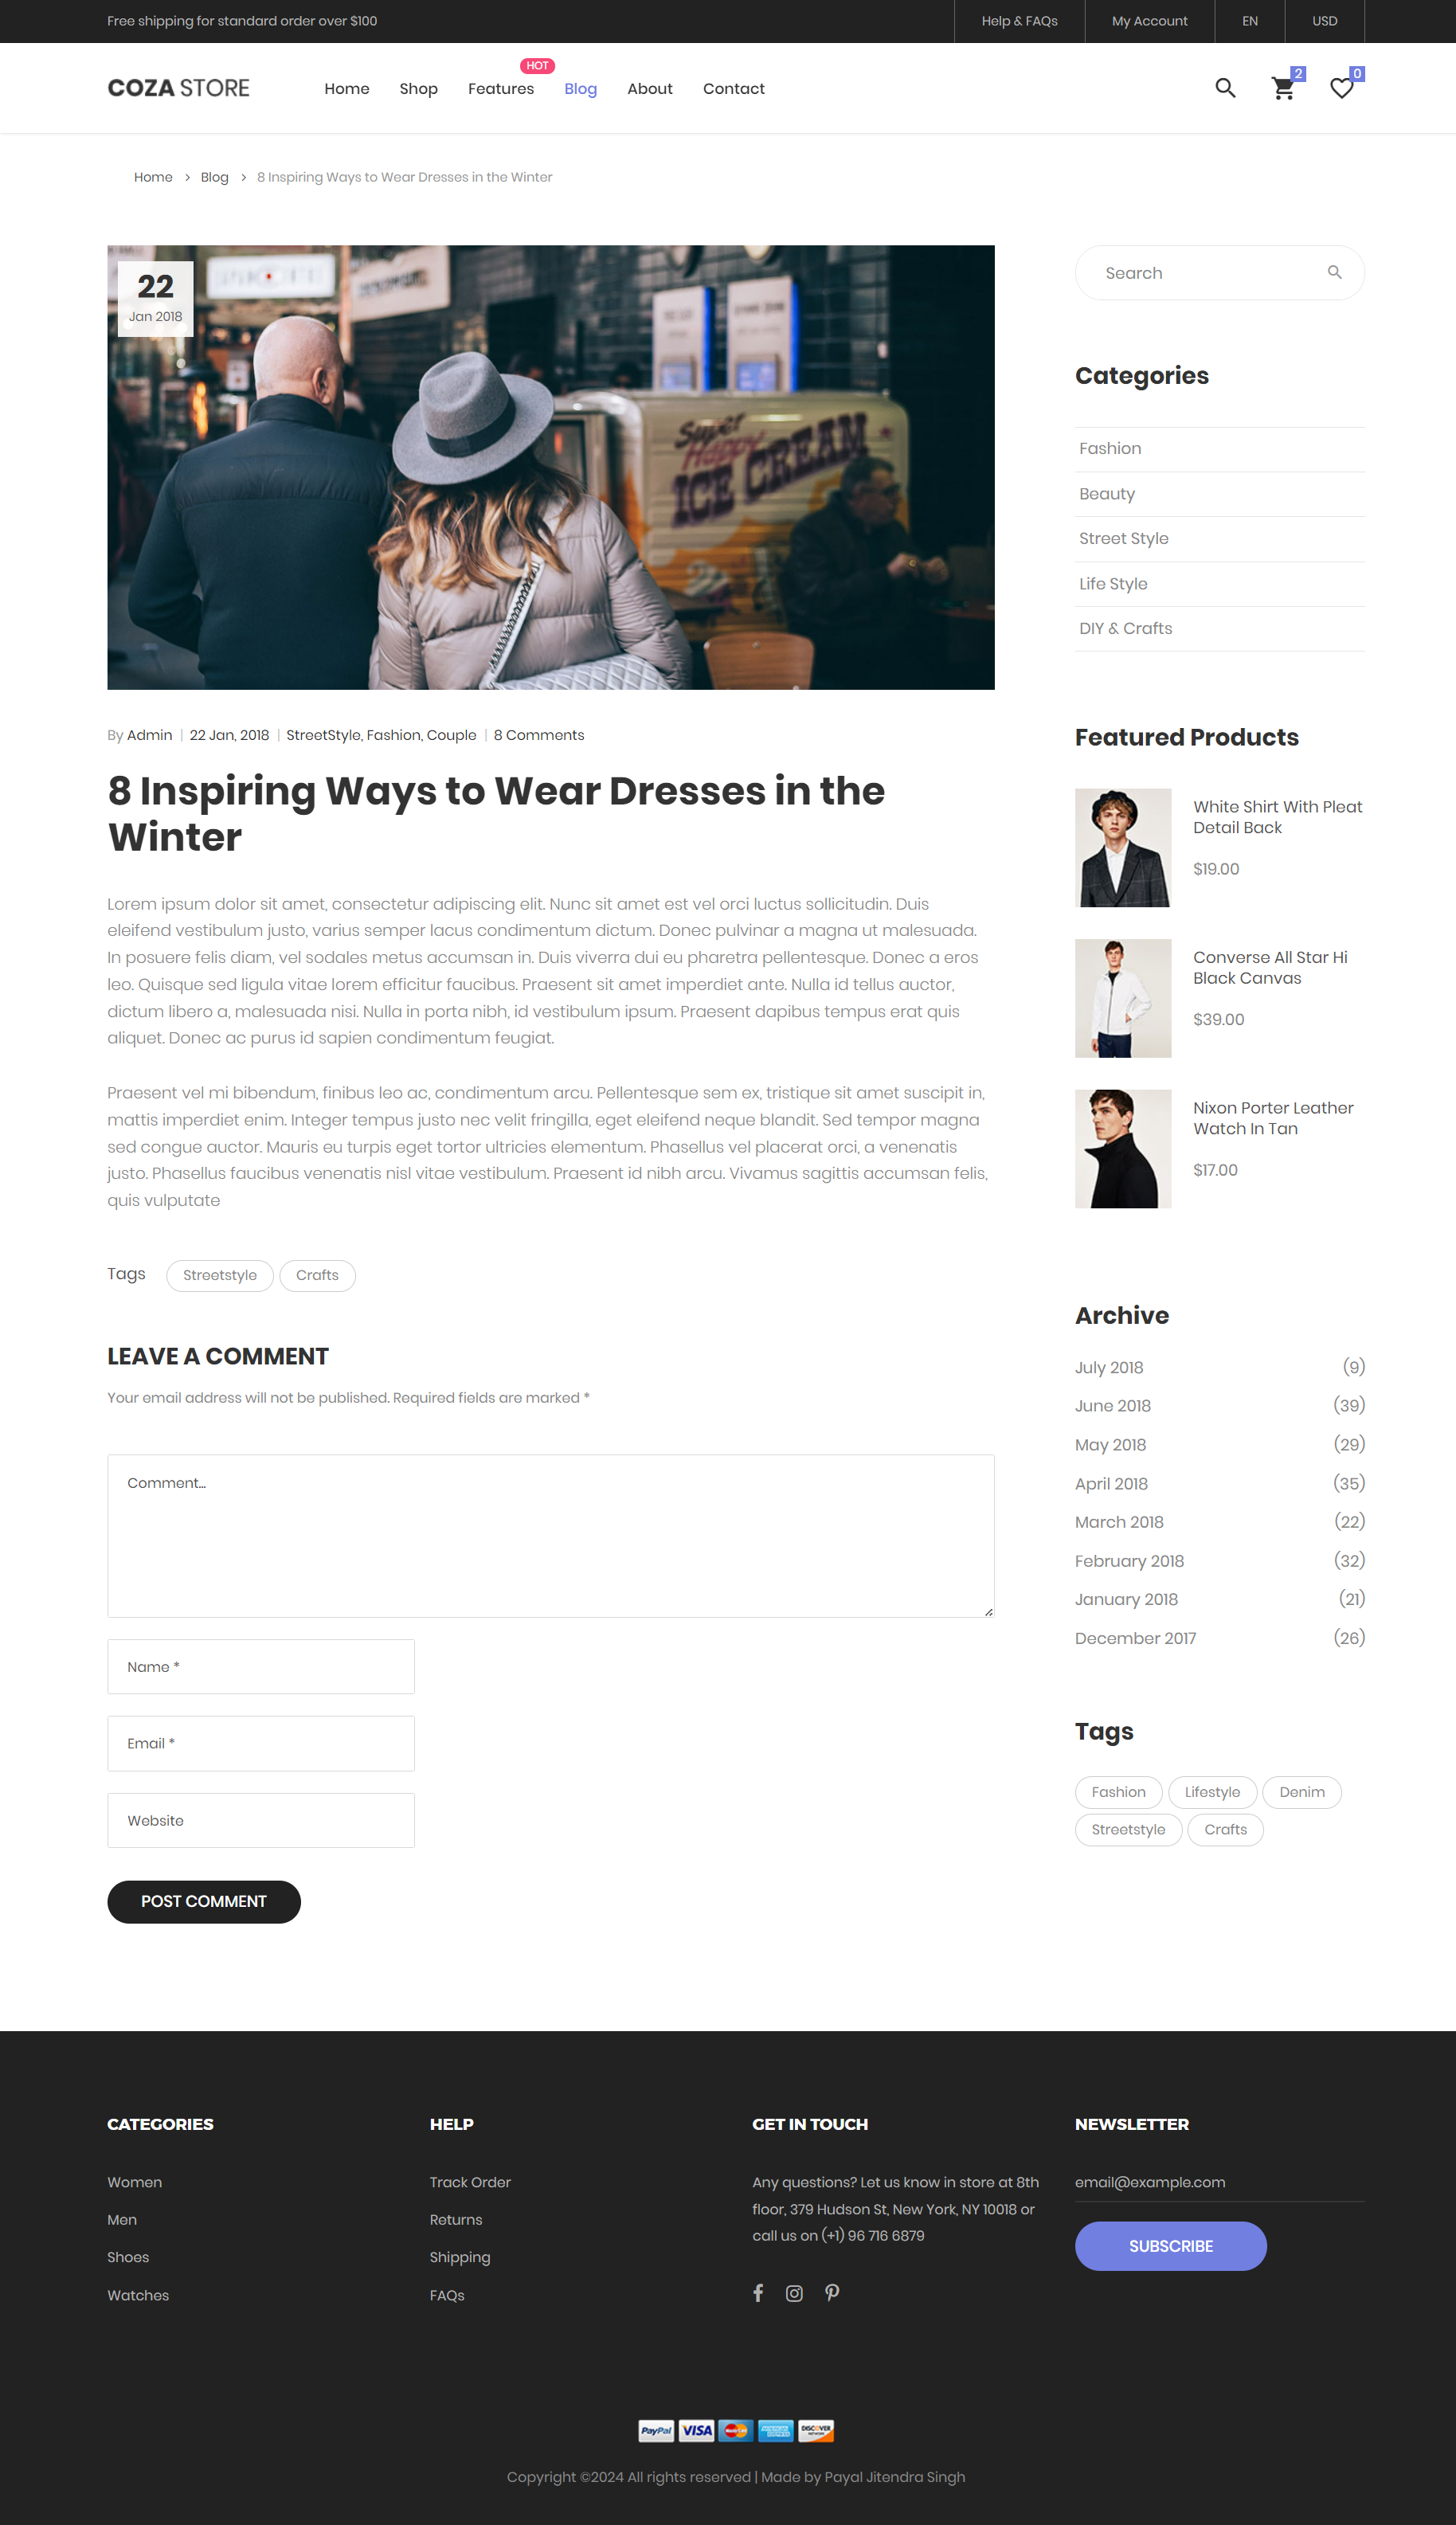 Free shipping for standard order over $100
Help & FAQs
My Account
EN
USD
COZA STORE
Home
Shop
Features
HOT
Blog
About
Contact
2
0
Home > Blog > 8 Inspiring Ways to Wear Dresses in the Winter
22
Jan 2018
Super
Happy
ICE CREAM
By Admin | 22 Jan, 2018 | StreetStyle, Fashion, Couple | 8 Comments
8 Inspiring Ways to Wear Dresses in the
Winter
Lorem ipsum dolor sit amet, consectetur adipiscing elit. Nunc sit amet est vel orci luctus sollicitudin. Duis
eleifend vestibulum justo, varius semper lacus condimentum dictum. Donec pulvinar a magna ut malesuada.
In posuere felis diam, vel sodales metus accumsan in. Duis viverra dui eu pharetra pellentesque. Donec a eros
leo. Quisque sed ligula vitae lorem efficitur faucibus. Praesent sit amet imperdiet ante. Nulla id tellus auctor,
dictum libero a, malesuada nisi. Nulla in porta nibh, id vestibulum ipsum. Praesent dapibus tempus erat quis
aliquet. Donec ac purus id sapien condimentum feugiat.
Praesent vel mi bibendum, finibus leo ac, condimentum arcu. Pellentesque sem ex, tristique sit amet suscipit in,
mattis imperdiet enim. Integer tempus justo nec velit fringilla, eget eleifend neque blandit. Sed tempor magna
sed congue auctor. Mauris eu turpis eget tortor ultricies elementum. Phasellus vel placerat orci, a venenatis
justo. Phasellus faucibus venenatis nisl vitae vestibulum. Praesent id nibh arcu. Vivamus sagittis accumsan felis,
quis vulputate
Tags
Streetstyle
Crafts
LEAVE A COMMENT
Your email address will not be published. Required fields are marked *
Comment...
Name *
Email *
Website
POST COMMENT
Search
Categories
Fashion
Beauty
Street Style
Life Style
DIY & Crafts
Featured Products
White Shirt With Pleat
Detail Back
$19.00
Converse All Star Hi
Black Canvas
$39.00
Nixon Porter Leather
Watch In Tan
$17.00
Archive
July 2018 (9)
June 2018 (39)
May 2018 (29)
April 2018 (35)
March 2018 (22)
February 2018 (32)
January 2018 (21)
December 2017 (26)
Tags
Fashion
Lifestyle
Denim
Streetstyle
Crafts
CATEGORIES
Women
Men
Shoes
Watches
HELP
Track Order
Returns
Shipping
FAQs
GET IN TOUCH
Any questions? Let us know in store at 8th
floor, 379 Hudson St, New York, NY 10018 or
call us on (+1) 96 716 6879
NEWSLETTER
email@example.com
SUBSCRIBE
PayPal
VISA
MasterCard
AMERICAN EXPRESS
DISCOVER
Copyright ©2024 All rights reserved | Made by Payal Jitendra Singh